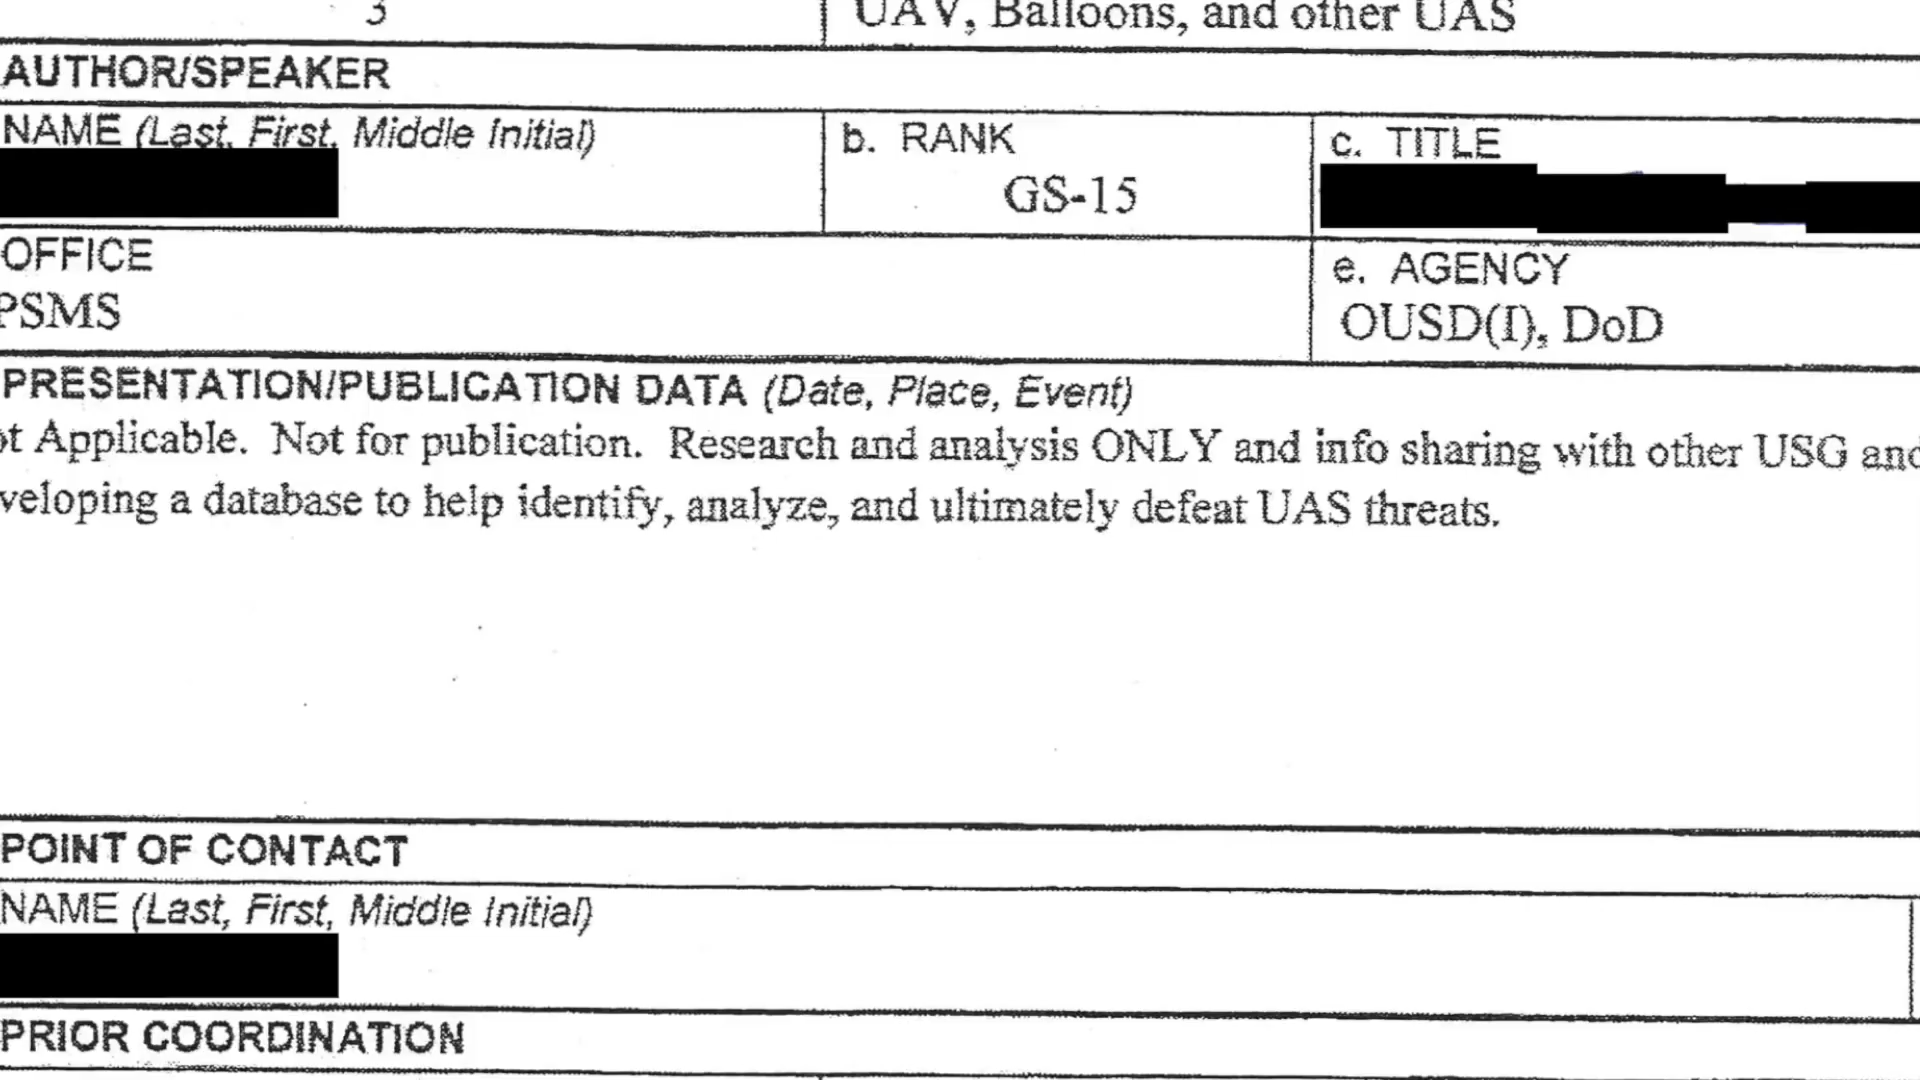 3
UAV, Balloons, and other UAS
AUTHOR/SPEAKER
NAME (Last, First, Middle Initial)
b. RANK
c. TITLE
GS-15
OFFICE
e. AGENCY
PSMS
OUSD(I), DoD
PRESENTATION/PUBLICATION DATA (Date, Place, Event)
ot Applicable. Not for publication. Research and analysis ONLY and info sharing with other USG and
veloping a database to help identify, analyze, and ultimately defeat UAS threats.
POINT OF CONTACT
NAME (Last, First, Middle Initial)
PRIOR COORDINATION